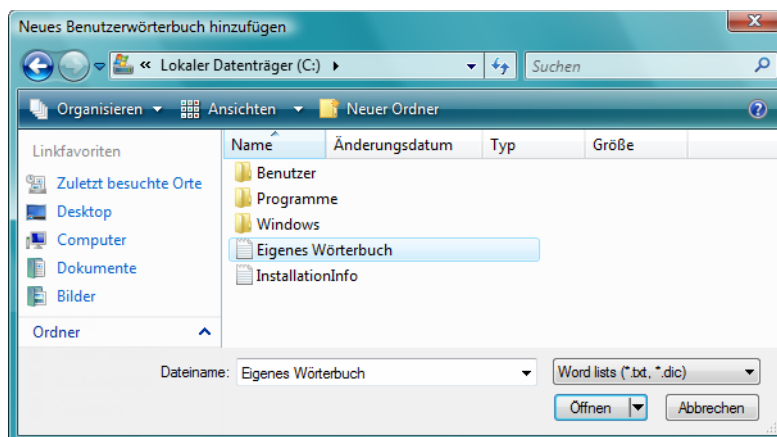 Neues Benutzerwörterbuch hinzufügen
« Lokaler Datenträger (C:)
Suchen
Organisieren Ansichten Neuer Ordner
Linkfavoriten
Zuletzt besuchte Orte
Desktop
Computer
Dokumente
Bilder
Ordner
Name Änderungsdatum Typ Größe
Benutzer
Programme
Windows
Eigenes Wörterbuch
InstallationInfo
Dateiname: Eigenes Wörterbuch
Word lists (*.txt, *.dic)
Öffnen Abbrechen